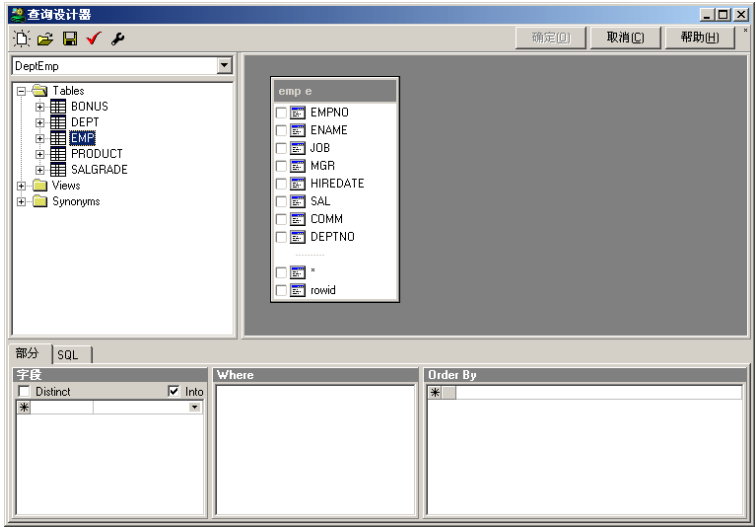 查询设计器
确定(O) 取消(C) 帮助(H)
DeptEmp
Tables
BONUS
DEPT
EMP
PRODUCT
SALGRADE
Views
Synonyms
emp e
EMPNO
ENAME
JOB
MGR
HIREDATE
SAL
COMM
DEPTNO
*
rowid
部分 SQL
字段
Distinct Into
Where
Order By